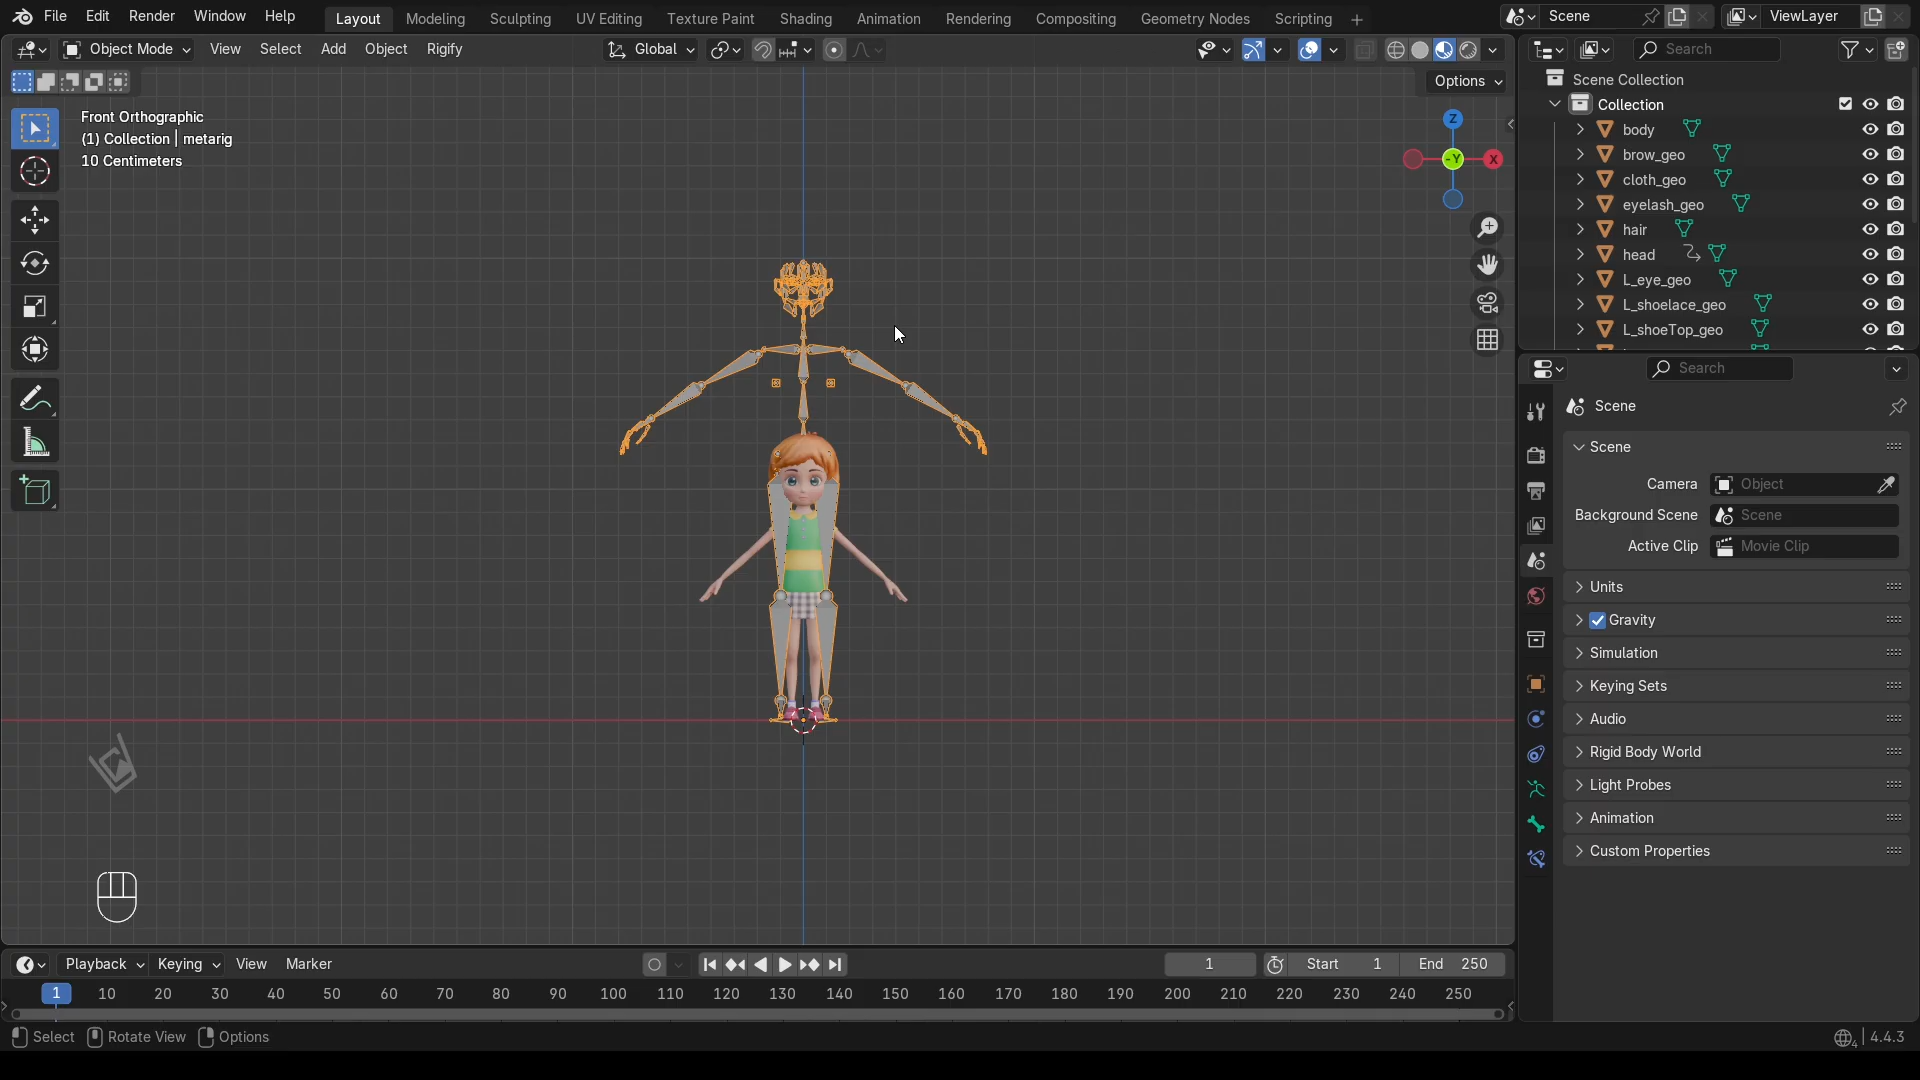 File Edit Render Window Help Layout Modeling Sculpting UV Editing Texture Paint Shading Animation Rendering Compositing Geometry Nodes Scripting Scene ViewLayer
Object Mode View Select Add Object Rigify Global Search
Options
Front Orthographic
(1) Collection | metarig
10 Centimeters
Z
-Y
X
Scene Collection
Collection
body
brow_geo
cloth_geo
eyelash_geo
hair
head
L_eye_geo
L_shoelace_geo
L_shoeTop_geo
Search
Scene
Scene
Camera Object
Background Scene Scene
Active Clip Movie Clip
Units
Gravity
Simulation
Keying Sets
Audio
Rigid Body World
Light Probes
Animation
Custom Properties
Playback Keying View Marker 1 Start 1 End 250
1 10 20 30 40 50 60 70 80 90 100 110 120 130 140 150 160 170 180 190 200 210 220 230 240 250
Select Rotate View Options 4 4.4.3